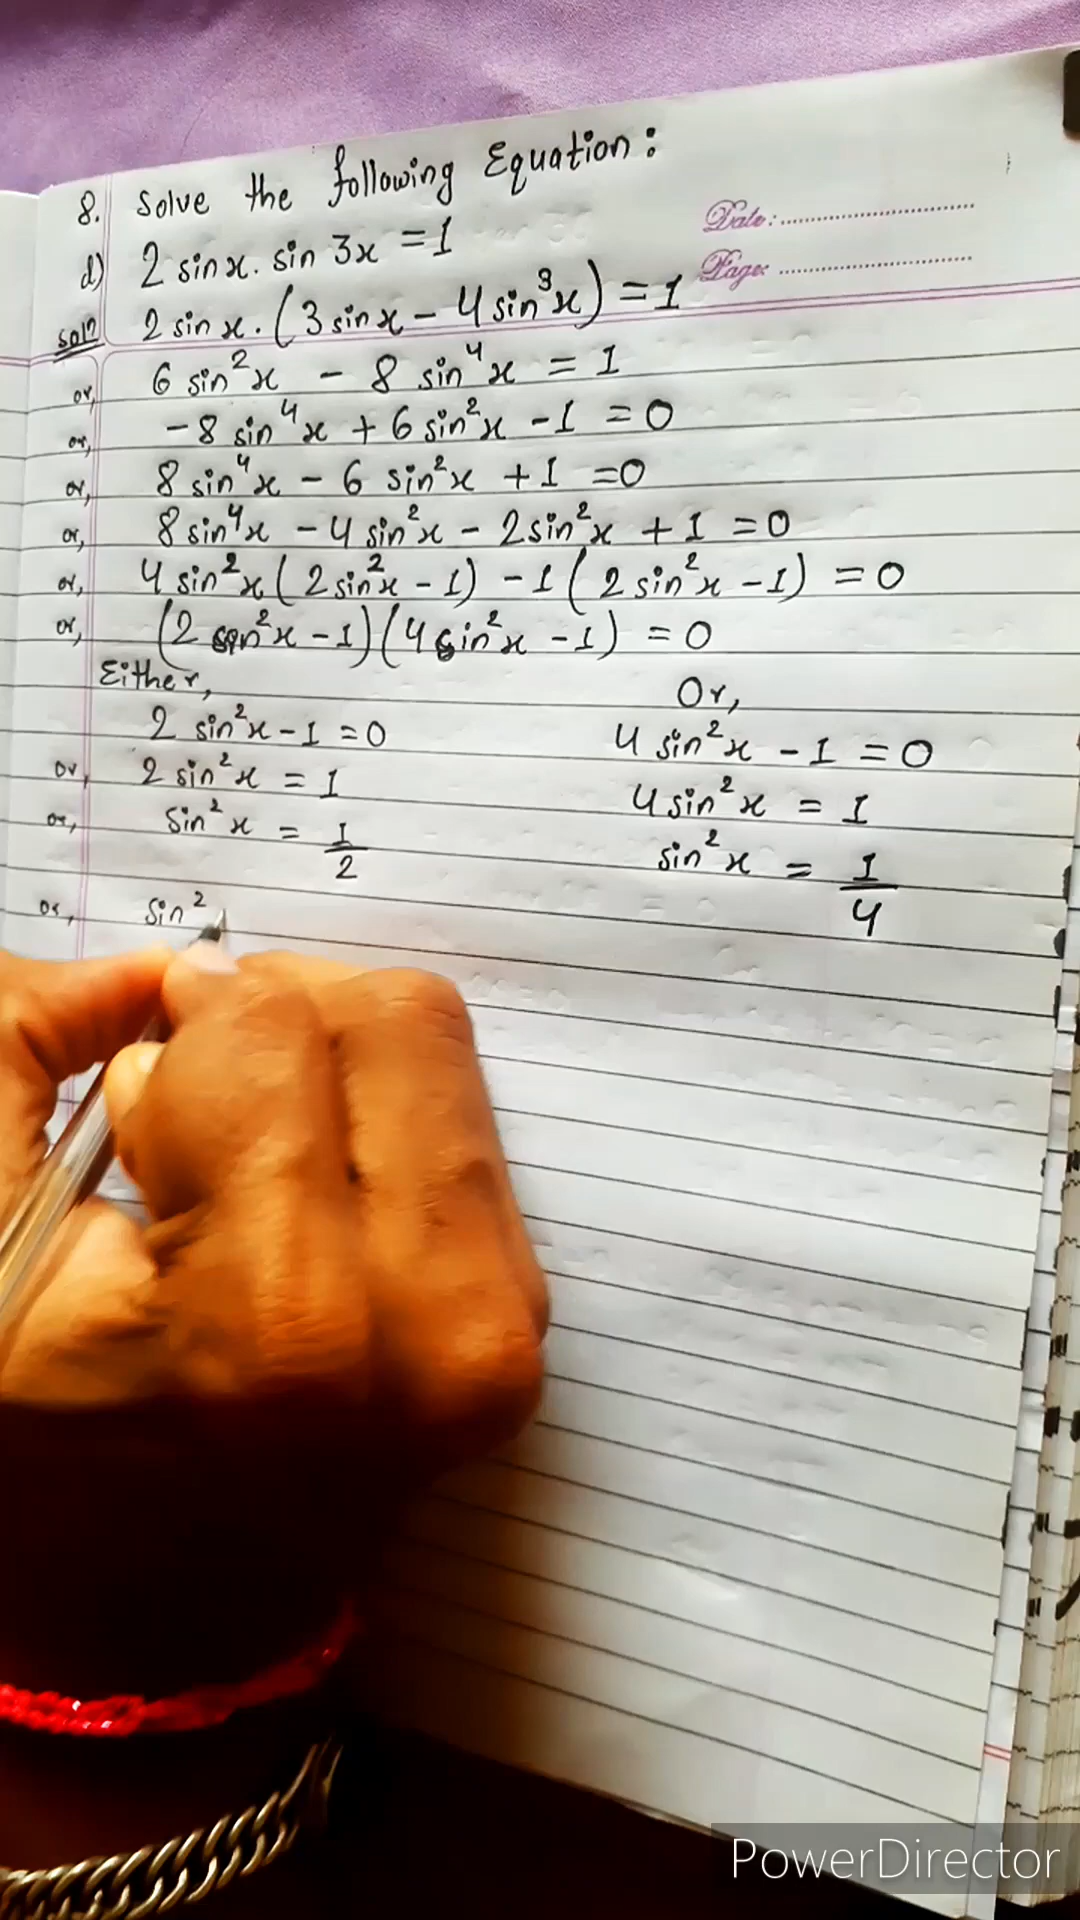 8. Solve the following Equation:
Date:
d) 2 sinx. sin 3x = 1
Page:
Solⁿ 2 sin x. (3 sinx - 4 sin³x) = 1
or, 6 sin²x - 8 sin⁴x = 1
or, -8 sin⁴x + 6 sin²x - 1 = 0
or, 8 sin⁴x - 6 sin²x + 1 = 0
or, 8 sin⁴x - 4 sin²x - 2 sin²x + 1 = 0
or, 4 sin²x (2 sin²x - 1) - 1 (2 sin²x - 1) = 0
or, (2 sin²x - 1)(4 sin²x - 1) = 0
Either,
2 sin²x - 1 = 0
or, 2 sin²x = 1
or, sin²x = 1/2
or, sin²
Or,
4 sin²x - 1 = 0
4 sin²x = 1
sin²x = 1/4
PowerDirector